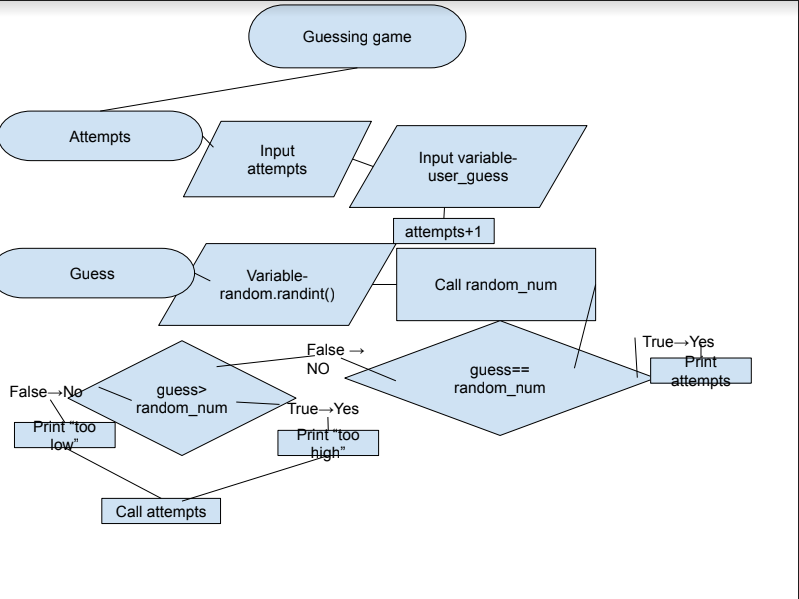 Guessing game
Attempts
Input
attempts
Input variable-
user_guess
attempts+1
Guess
Variable-
random.randint()
Call random_num
guess==
random_num
True→Yes
Print
attempts
False →
NO
guess>
random_num
False→No
Print “too
low”
True→Yes
Print “too
high”
Call attempts